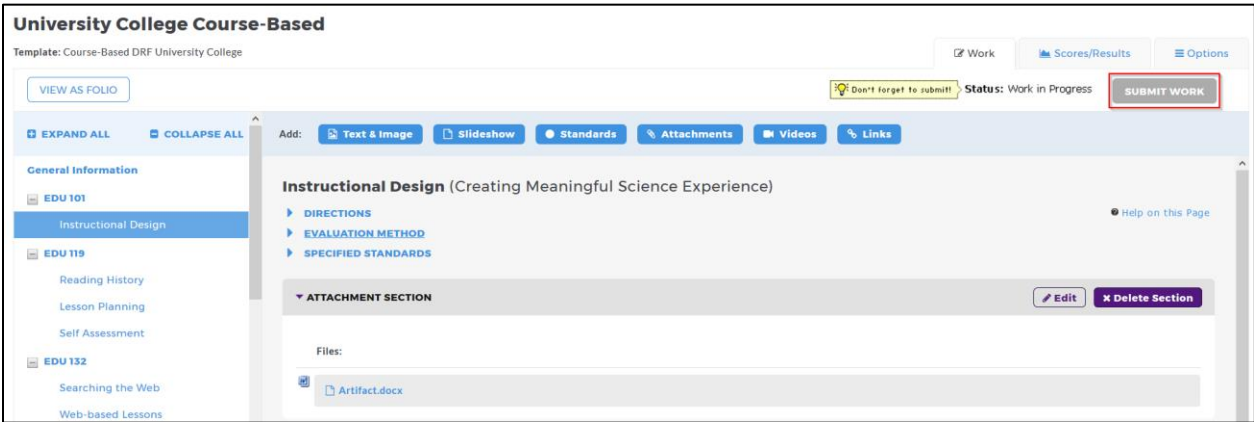 University College Course-Based
Template: Course-Based DRF University College
Work
Scores/Results
Options
VIEW AS FOLIO
Don't forget to submit!
Status: Work in Progress
SUBMIT WORK
EXPAND ALL
COLLAPSE ALL
Add:
Text & Image
Slideshow
Standards
Attachments
Videos
Links
General Information
EDU 101
Instructional Design
EDU 119
Reading History
Lesson Planning
Self Assessment
EDU 132
Searching the Web
Web-based Lessons
Instructional Design (Creating Meaningful Science Experience)
DIRECTIONS
Help on this Page
EVALUATION METHOD
SPECIFIED STANDARDS
ATTACHMENT SECTION
Edit
Delete Section
Files:
Artifact.docx